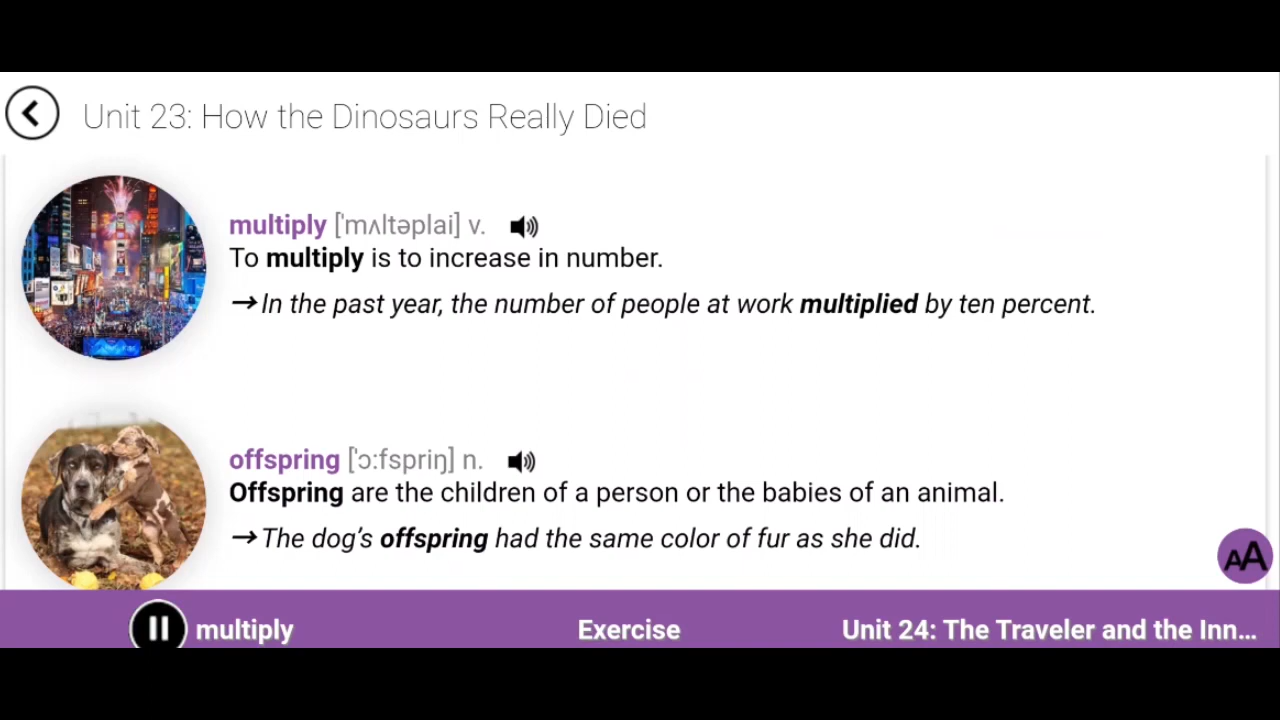 Unit 23: How the Dinosaurs Really Died
multiply ['mʌltəplai] v.
To multiply is to increase in number.
→ In the past year, the number of people at work multiplied by ten percent.
offspring ['ɔ:fspriŋ] n.
Offspring are the children of a person or the babies of an animal.
→ The dog’s offspring had the same color of fur as she did.
AA
multiply Exercise Unit 24: The Traveler and the Inn...